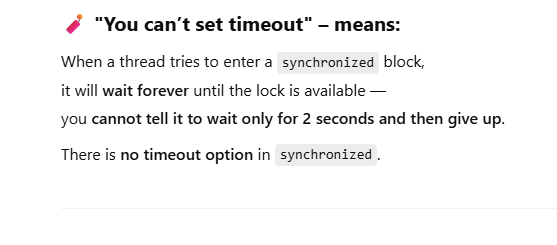 🧨 "You can’t set timeout" – means:
When a thread tries to enter a synchronized block,
it will wait forever until the lock is available —
you cannot tell it to wait only for 2 seconds and then give up.
There is no timeout option in synchronized.